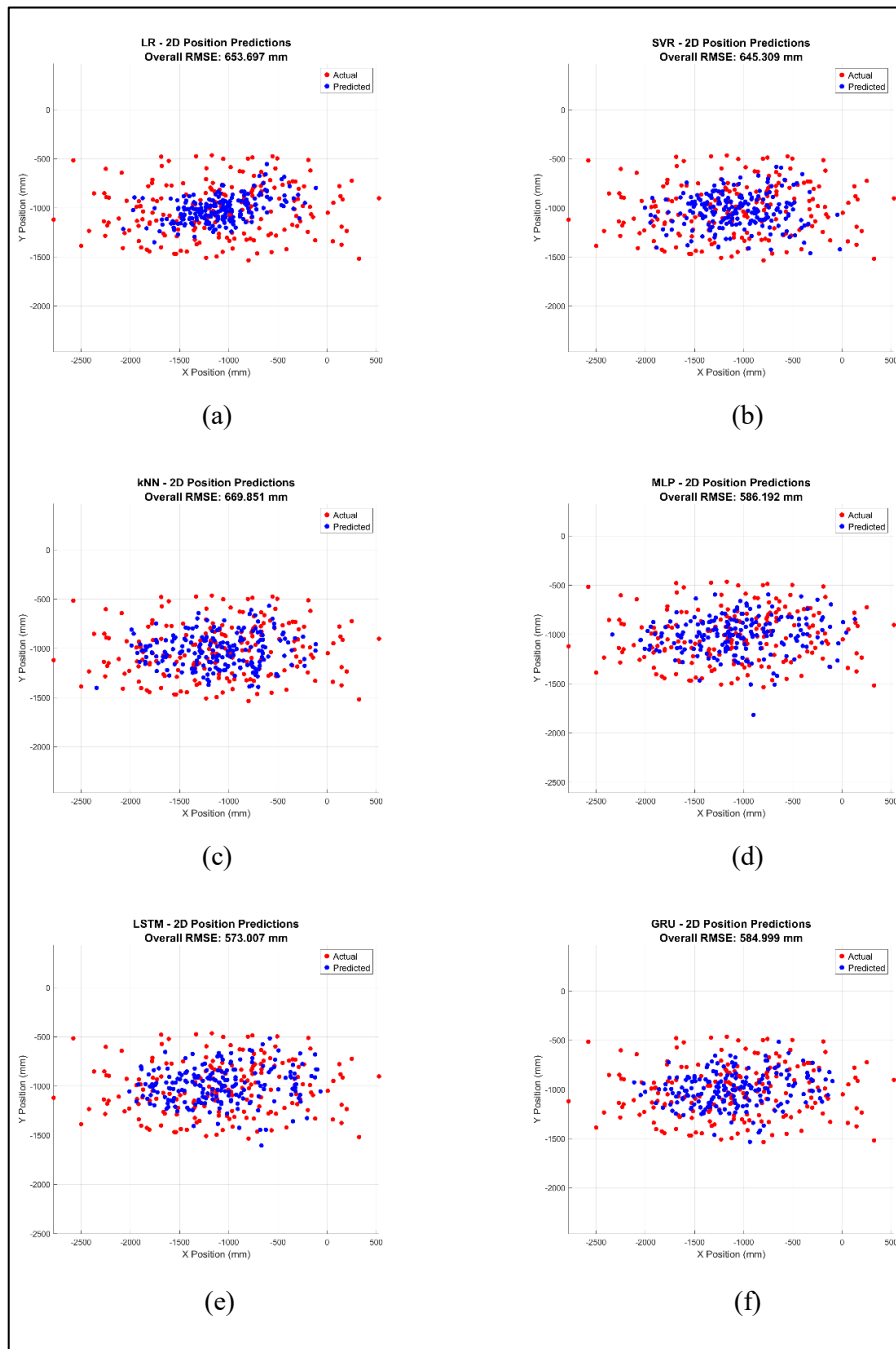 LR - 2D Position Predictions
Overall RMSE: 653.697 mm
Actual
Predicted
0
-500
-1000
-1500
-2000
Y Position (mm)
-2500 -2000 -1500 -1000 -500 0 500
X Position (mm)
(a)
SVR - 2D Position Predictions
Overall RMSE: 645.309 mm
Actual
Predicted
0
-500
-1000
-1500
-2000
Y Position (mm)
-2500 -2000 -1500 -1000 -500 0 500
X Position (mm)
(b)
kNN - 2D Position Predictions
Overall RMSE: 669.851 mm
Actual
Predicted
0
-500
-1000
-1500
-2000
Y Position (mm)
-2500 -2000 -1500 -1000 -500 0 500
X Position (mm)
(c)
MLP - 2D Position Predictions
Overall RMSE: 586.192 mm
Actual
Predicted
0
-500
-1000
-1500
-2000
-2500
Y Position (mm)
-2500 -2000 -1500 -1000 -500 0 500
X Position (mm)
(d)
LSTM - 2D Position Predictions
Overall RMSE: 573.007 mm
Actual
Predicted
0
-500
-1000
-1500
-2000
-2500
Y Position (mm)
-2500 -2000 -1500 -1000 -500 0 500
X Position (mm)
(e)
GRU - 2D Position Predictions
Overall RMSE: 584.999 mm
Actual
Predicted
0
-500
-1000
-1500
-2000
Y Position (mm)
-2500 -2000 -1500 -1000 -500 0 500
X Position (mm)
(f)